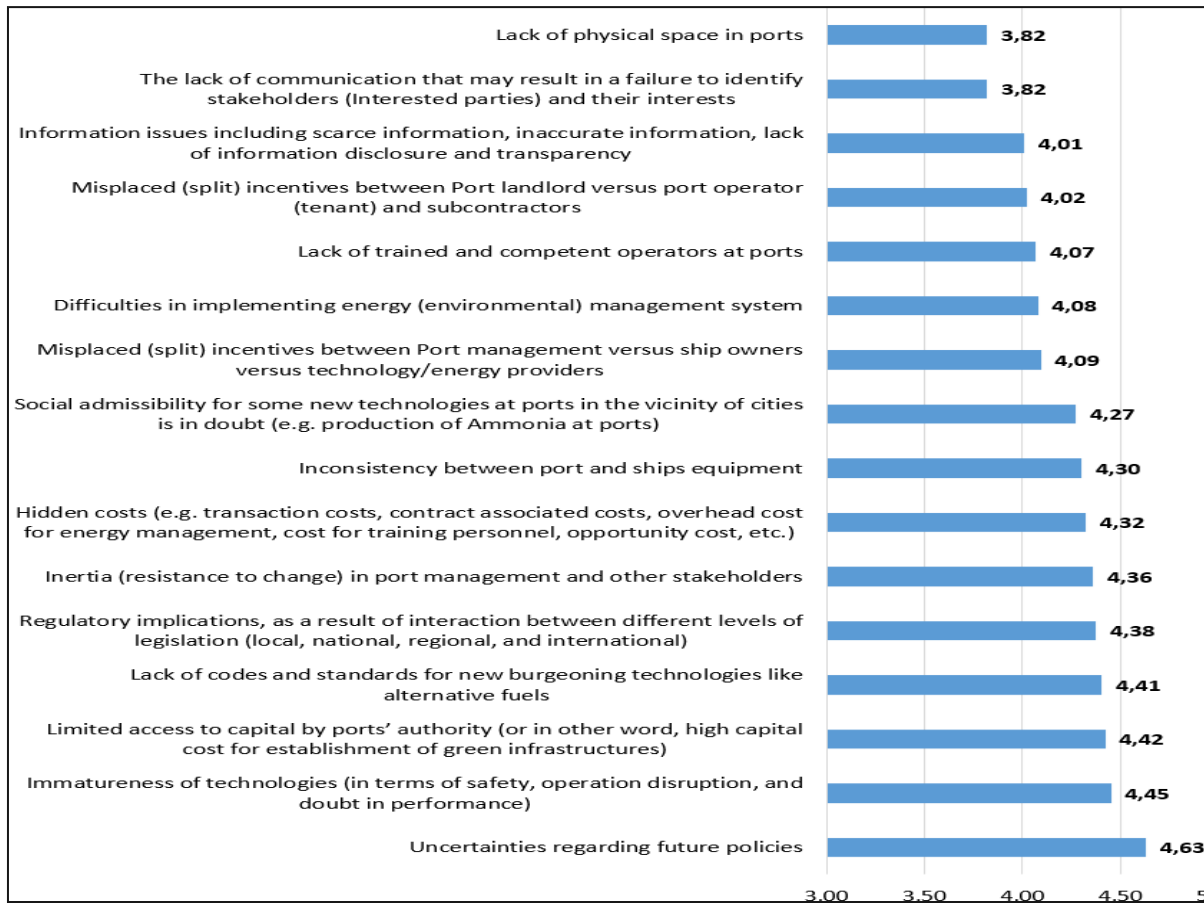 Lack of physical space in ports
3,82
The lack of communication that may result in a failure to identify
stakeholders (Interested parties) and their interests
3,82
Information issues including scarce information, inaccurate information, lack
of information disclosure and transparency
4,01
Misplaced (split) incentives between Port landlord versus port operator
(tenant) and subcontractors
4,02
Lack of trained and competent operators at ports
4,07
Difficulties in implementing energy (environmental) management system
4,08
Misplaced (split) incentives between Port management versus ship owners
versus technology/energy providers
4,09
Social admissibility for some new technologies at ports in the vicinity of cities
is in doubt (e.g. production of Ammonia at ports)
4,27
Inconsistency between port and ships equipment
4,30
Hidden costs (e.g. transaction costs, contract associated costs, overhead cost
for energy management, cost for training personnel, opportunity cost, etc.)
4,32
Inertia (resistance to change) in port management and other stakeholders
4,36
Regulatory implications, as a result of interaction between different levels of
legislation (local, national, regional, and international)
4,38
Lack of codes and standards for new burgeoning technologies like
alternative fuels
4,41
Limited access to capital by ports’ authority (or in other word, high capital
cost for establishment of green infrastructures)
4,42
Immatureness of technologies (in terms of safety, operation disruption, and
doubt in performance)
4,45
Uncertainties regarding future policies
4,63
3.00 3.50 4.00 4.50